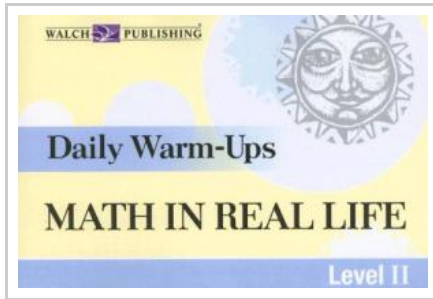 WALCH PUBLISHING®
Daily Warm-Ups
MATH IN REAL LIFE
Level II